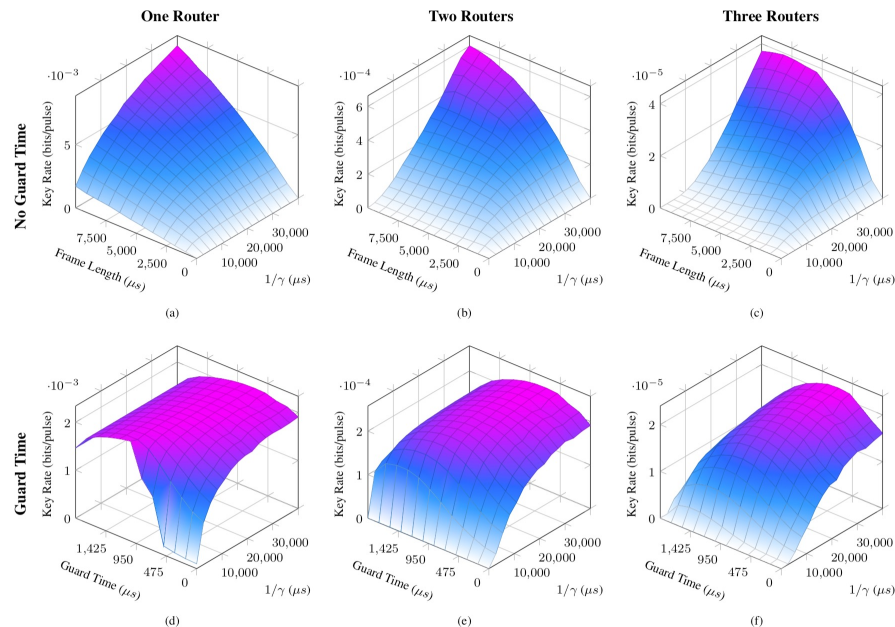 One Router
Two Routers
Three Routers
No Guard Time
·10⁻³
Key Rate (bits/pulse)
5
0
7,500
5,000
2,500
0
Frame Length (μs)
10,000
20,000
30,000
1/γ (μs)
(a)
·10⁻⁴
Key Rate (bits/pulse)
6
4
2
0
7,500
5,000
2,500
0
Frame Length (μs)
10,000
20,000
30,000
1/γ (μs)
(b)
·10⁻⁵
Key Rate (bits/pulse)
4
2
0
7,500
5,000
2,500
0
Frame Length (μs)
10,000
20,000
30,000
1/γ (μs)
(c)
Guard Time
·10⁻³
Key Rate (bits/pulse)
2
1
0
1,425
950
475
0
Guard Time (μs)
10,000
20,000
30,000
1/γ (μs)
(d)
·10⁻⁴
Key Rate (bits/pulse)
2
1
0
1,425
950
475
0
Guard Time (μs)
10,000
20,000
30,000
1/γ (μs)
(e)
·10⁻⁵
Key Rate (bits/pulse)
2
1
0
1,425
950
475
0
Guard Time (μs)
10,000
20,000
30,000
1/γ (μs)
(f)